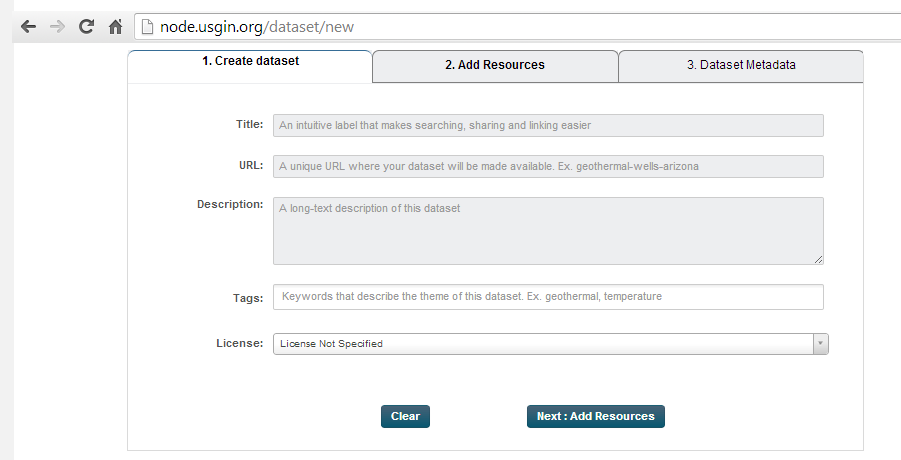 node.usgin.org/dataset/new
1. Create dataset
2. Add Resources
3. Dataset Metadata
Title:
An intuitive label that makes searching, sharing and linking easier
URL:
A unique URL where your dataset will be made available. Ex. geothermal-wells-arizona
Description:
A long-text description of this dataset
Tags:
Keywords that describe the theme of this dataset. Ex. geothermal, temperature
License:
License Not Specified
Clear
Next : Add Resources